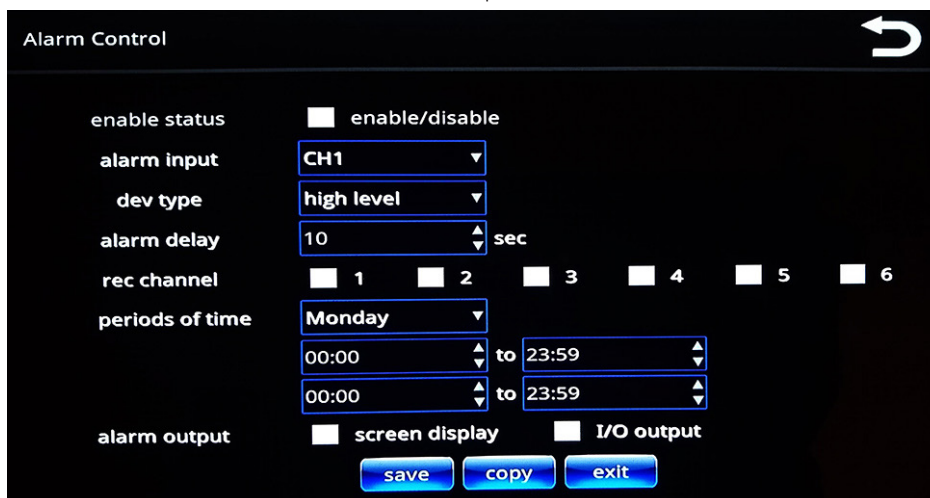 Alarm Control
enable status enable/disable
alarm input CH1
dev type high level
alarm delay 10 sec
rec channel 1 2 3 4 5 6
periods of time Monday
00:00 to 23:59
00:00 to 23:59
alarm output screen display I/O output
save copy exit